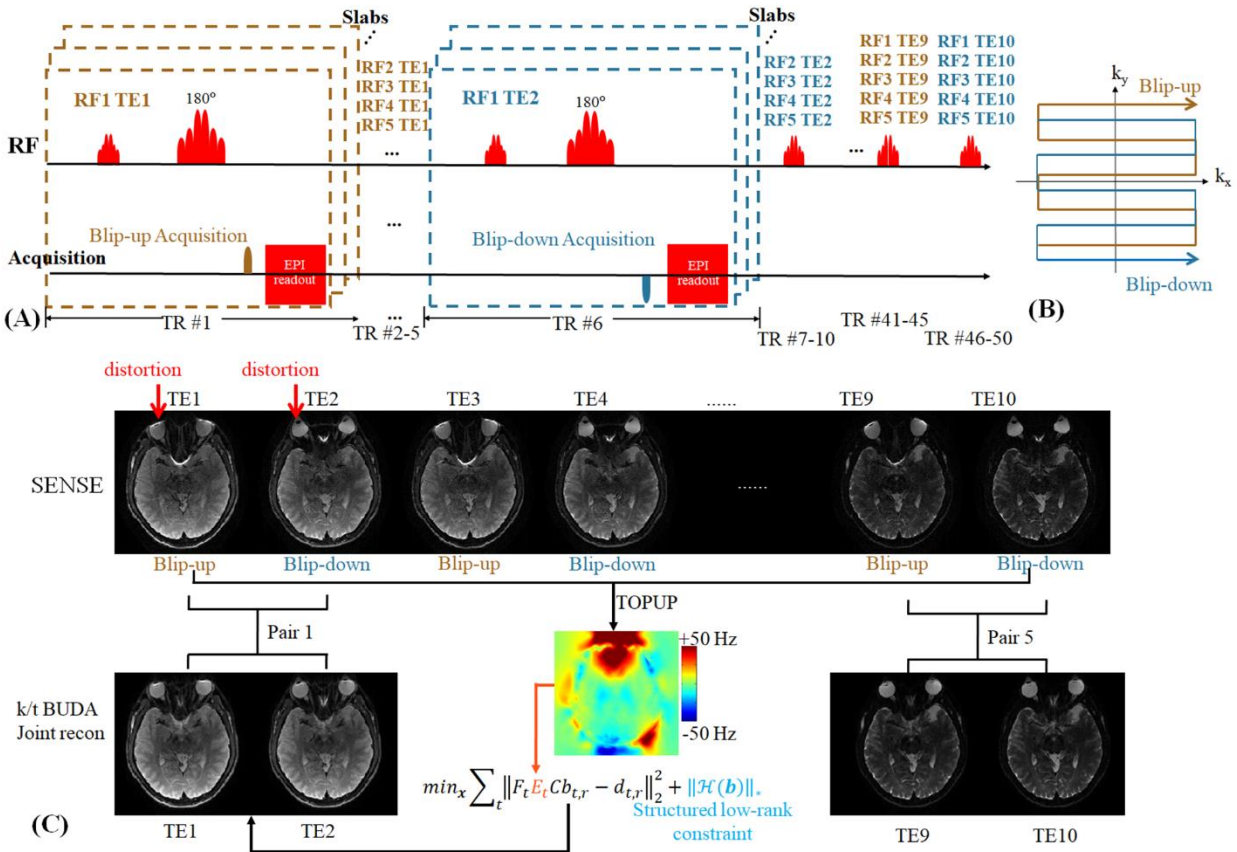 Slabs
RF1 TE1
180°
RF2 TE1
RF3 TE1
RF4 TE1
RF5 TE1
RF1 TE2
180°
Slabs
RF2 TE2
RF3 TE2
RF4 TE2
RF5 TE2
RF1 TE9
RF2 TE9
RF3 TE9
RF4 TE9
RF5 TE9
RF1 TE10
RF2 TE10
RF3 TE10
RF4 TE10
RF5 TE10
RF
...
...
Blip-up Acquisition
Acquisition
EPI
readout
...
Blip-down Acquisition
EPI
readout
(A)
TR #1
...
TR #2-5
TR #6
TR #7-10
TR #41-45
TR #46-50
k_y
Blip-up
k_x
Blip-down
(B)
distortion
distortion
TE1
TE2
TE3
TE4
......
TE9
TE10
SENSE
......
Blip-up
Blip-down
Blip-up
Blip-down
Blip-up
Blip-down
Pair 1
TOPUP
Pair 5
+50 Hz
-50 Hz
k/t BUDA
Joint recon
min_x ∑_t ‖F_t E_t C b_{t,r} − d_{t,r}‖_2^2 + ‖ℋ(b)‖_*
Structured low-rank
constraint
(C)
TE1
TE2
TE9
TE10